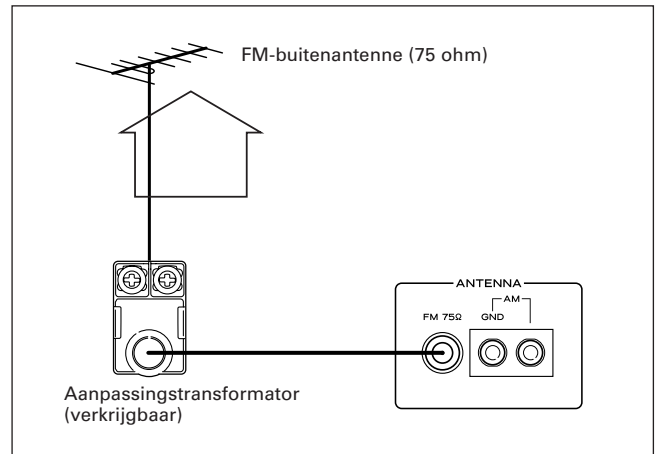 FM-buitenantenne (75 ohm)
ANTENNA
AM
FM 75Ω
GND
Aanpassingstransformator
(verkrijgbaar)